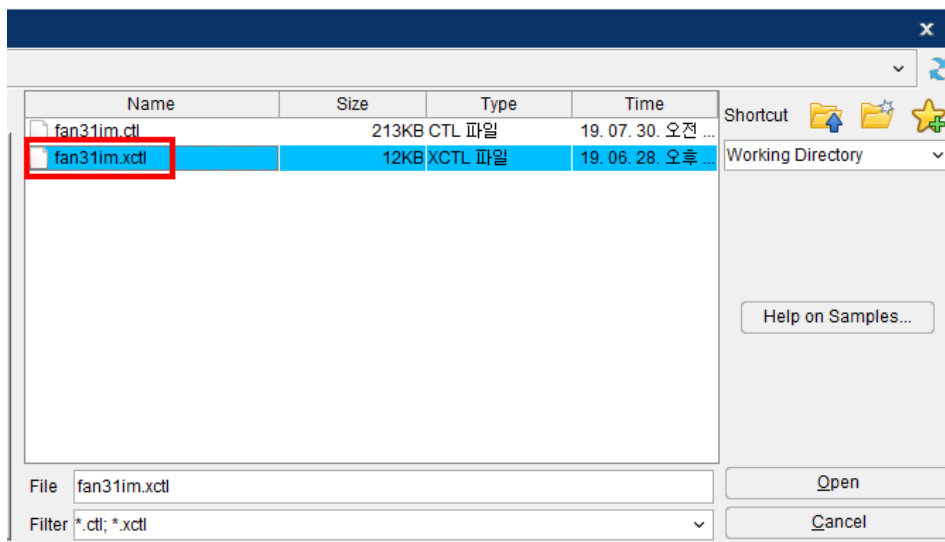 x
Name Size Type Time
fan31im.ctl 213KB CTL 파일 19. 07. 30. 오전 ...
fan31im.xctl 12KB XCTL 파일 19. 06. 28. 오후 ...
Shortcut
Working Directory
Help on Samples...
File fan31im.xctl
Open
Filter *.ctl; *.xctl
Cancel